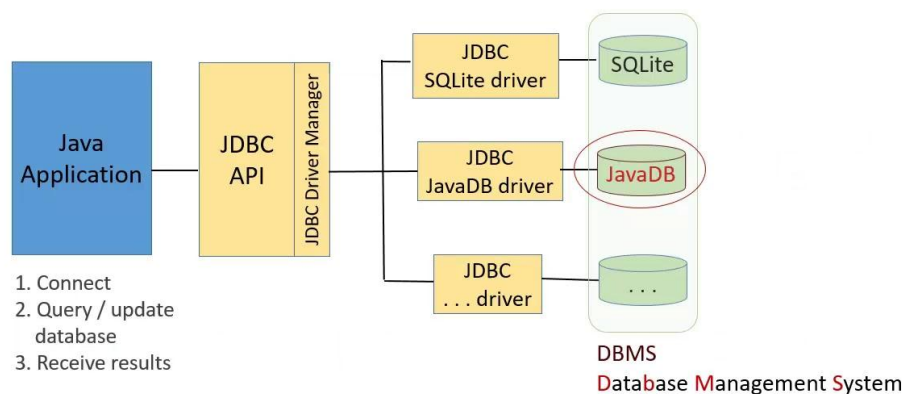 Java
Application
1. Connect
2. Query / update
database
3. Receive results
JDBC
API
JDBC Driver Manager
JDBC
SQLite driver
JDBC
JavaDB driver
JDBC
. . . driver
SQLite
JavaDB
. . .
DBMS
Database Management System